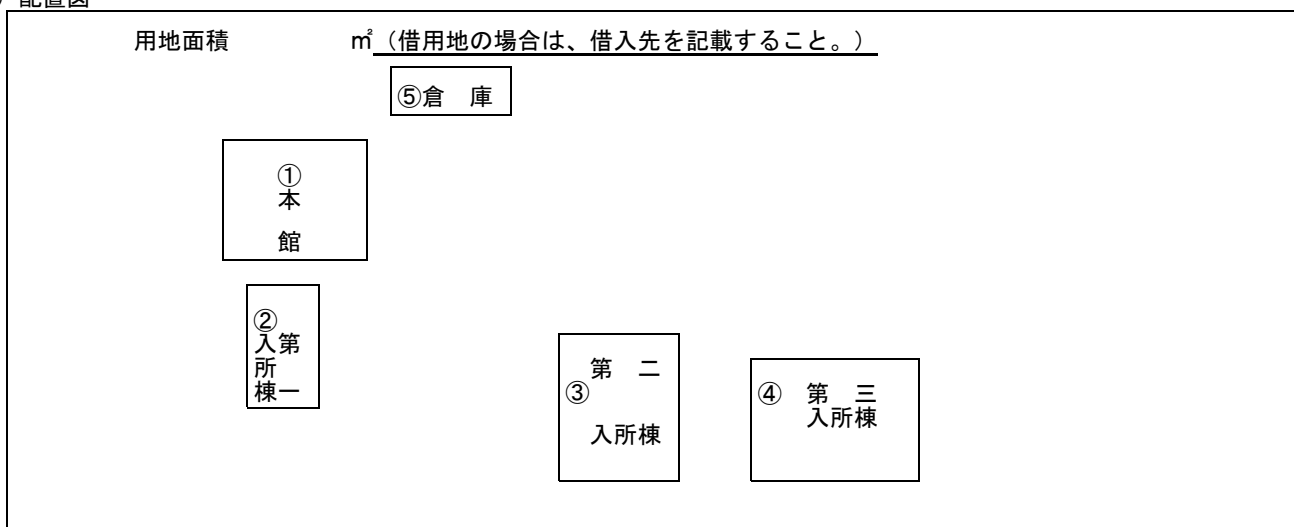 配置図
用地面積　　　　　㎡（借用地の場合は、借入先を記載すること。）
⑤倉　庫
①
本
館
②
第一
入所棟
第　二
③
入所棟
④　第　三
入所棟